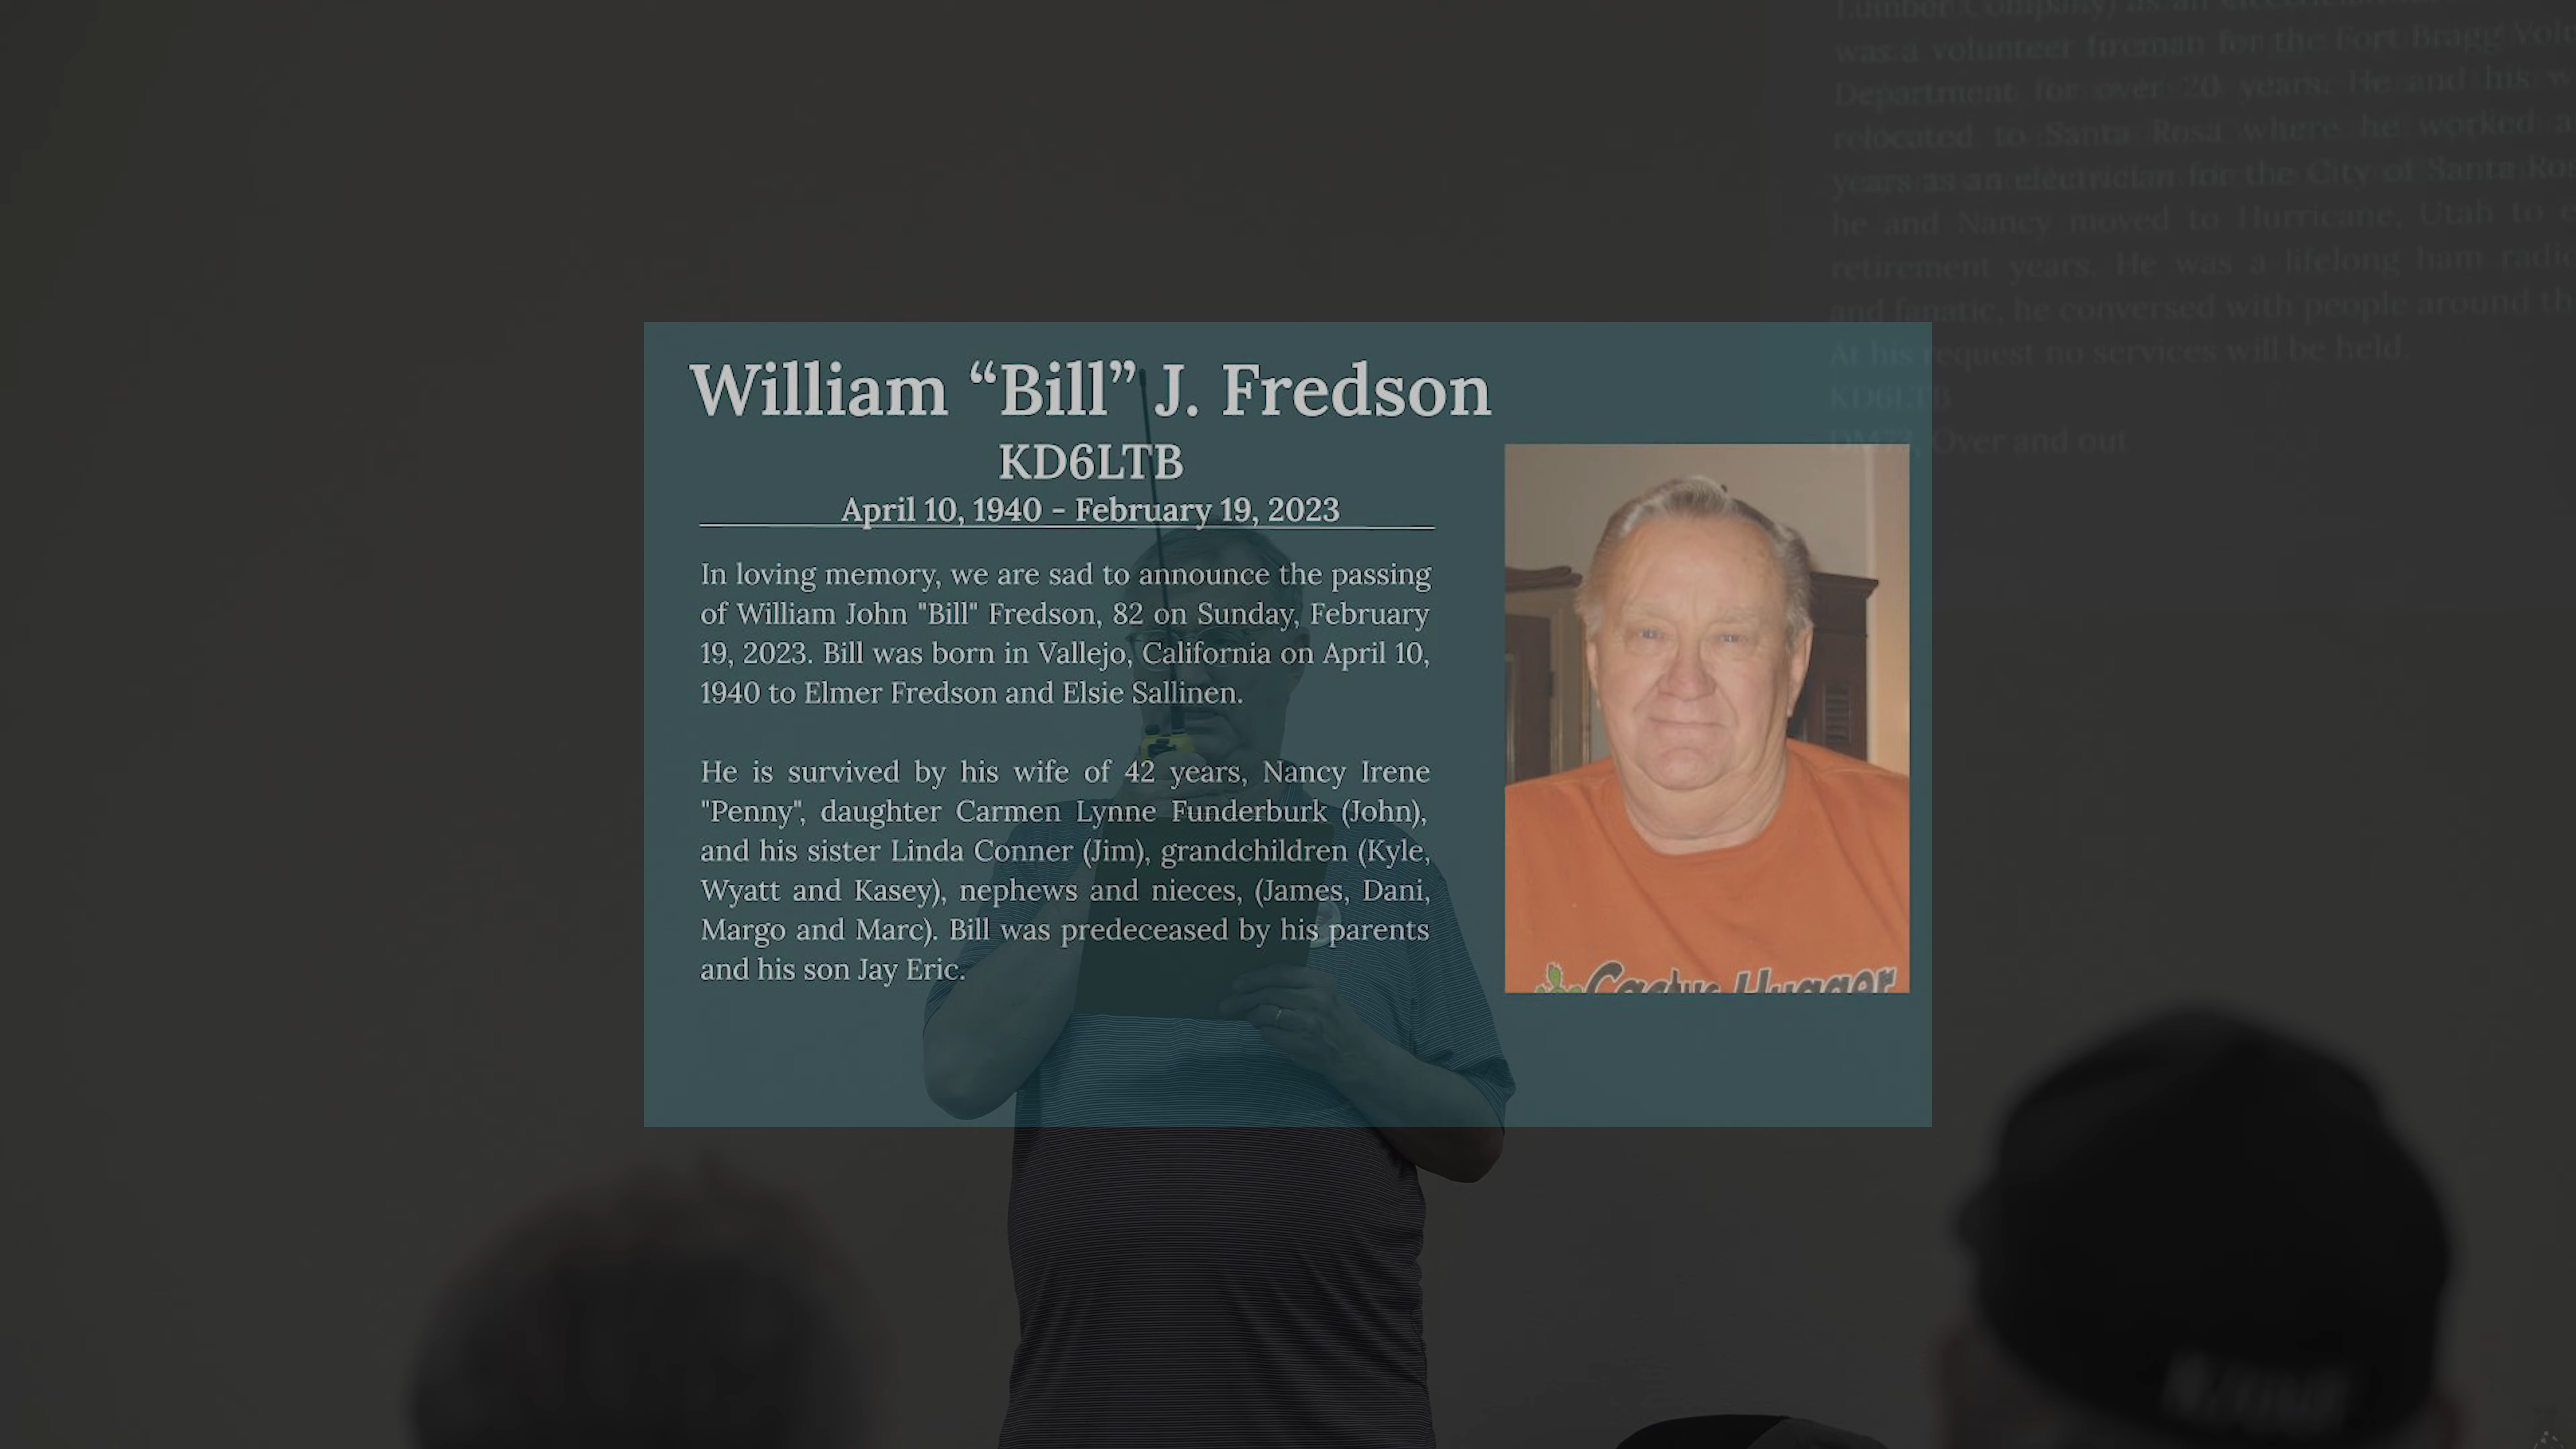 William “Bill” J. Fredson
KD6LTB
April 10, 1940 - February 19, 2023
In loving memory, we are sad to announce the passing
of William John "Bill" Fredson, 82 on Sunday, February
19, 2023. Bill was born in Vallejo, California on April 10,
1940 to Elmer Fredson and Elsie Sallinen.
He is survived by his wife of 42 years, Nancy Irene
"Penny", daughter Carmen Lynne Funderburk (John),
and his sister Linda Conner (Jim), grandchildren (Kyle,
Wyatt and Kasey), nephews and nieces, (James, Dani,
Margo and Marc). Bill was predeceased by his parents
and his son Jay Eric.
Cactus Hugger
Lumber Company) as an electrician
was a volunteer fireman for the Fort Bragg
Department for over 20 years. He and his
relocated to Santa Rosa where he worked
years as an electrician for the City of Santa
he and Nancy moved to Hurricane, Utah to
retirement years. He was a lifelong ham
and fanatic, he conversed with people around
At his request no services will be held.
KD6LTB
Over and out